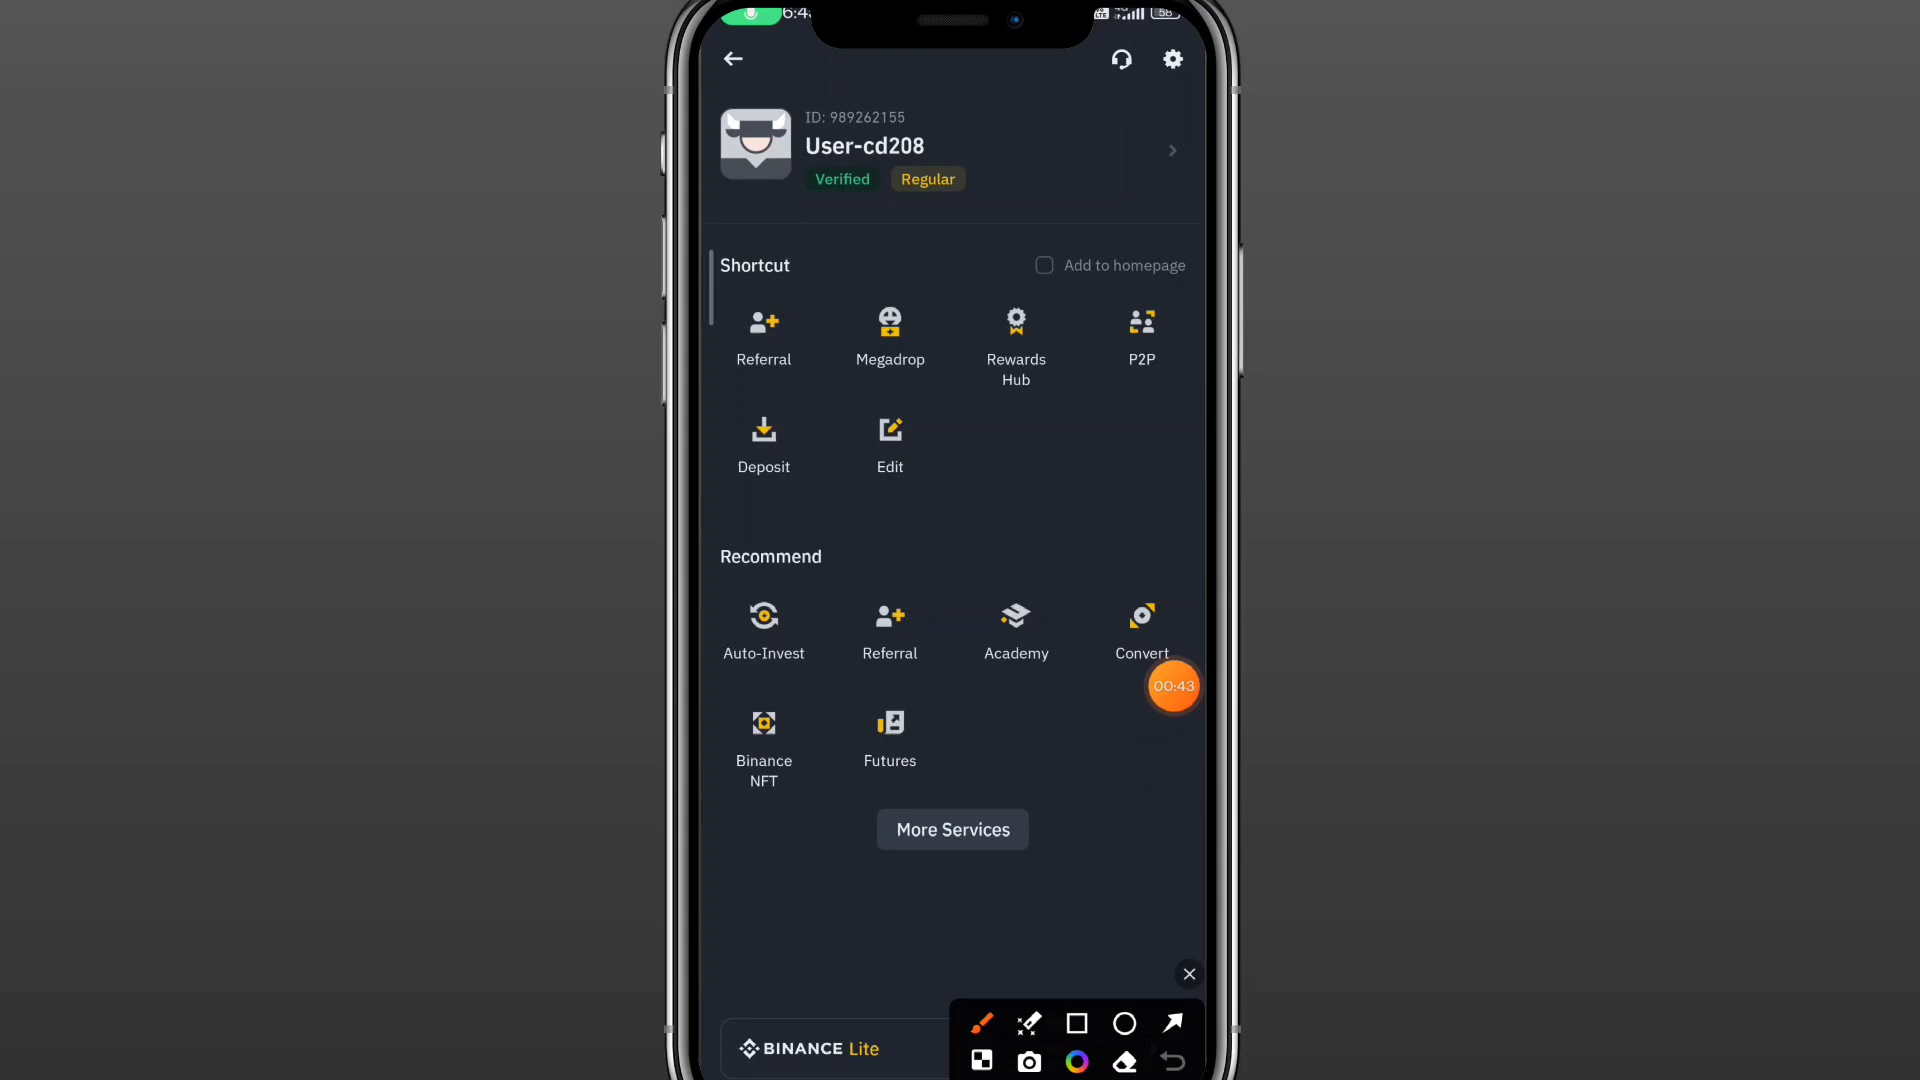 58
ID: 989262155
User-cd208
Verified Regular
Shortcut Add to homepage
Referral Megadrop Rewards Hub P2P
Deposit Edit
Recommend
Auto-Invest Referral Academy Convert
00:43
Binance NFT Futures
More Services
BINANCE Lite